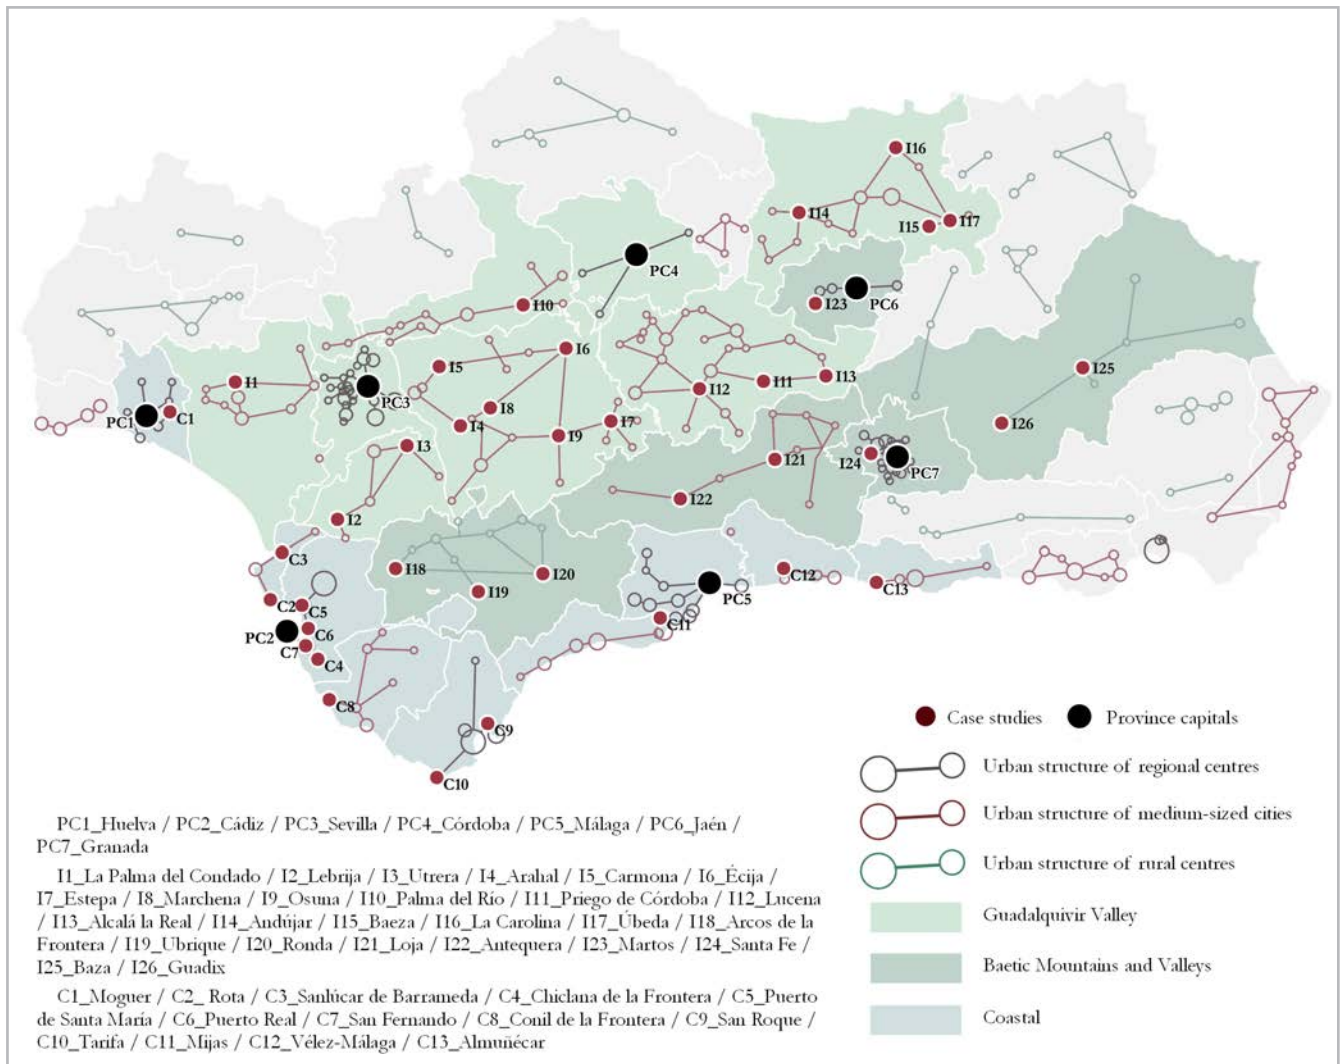 I16
I14
I17
I15
PC4
PC6
I23
I10
I6
I5
I25
I1
I11
I13
I12
PC3
PC1
C1
I8
I4
I7
I26
I9
I3
I24
PC7
I21
I22
I2
C3
I18
I20
C12
C13
I19
PC5
C2
C5
C11
C6
PC2
C7
C4
C8
C9
C10
Case studies
Province capitals
Urban structure of regional centres
Urban structure of medium-sized cities
Urban structure of rural centres
Guadalquivir Valley
Baetic Mountains and Valleys
Coastal
PC1_Huelva / PC2_Cádiz / PC3_Sevilla / PC4_Córdoba / PC5_Málaga / PC6_Jaén /
PC7_Granada
I1_La Palma del Condado / I2_Lebrija / I3_Utrera / I4_Arahal / I5_Carmona / I6_Écija /
I7_Estepa / I8_Marchena / I9_Osuna / I10_Palma del Río / I11_Priego de Córdoba / I12_Lucena
/ I13_Alcalá la Real / I14_Andújar / I15_Baeza / I16_La Carolina / I17_Úbeda / I18_Arcos de la
Frontera / I19_Ubrique / I20_Ronda / I21_Loja / I22_Antequera / I23_Martos / I24_Santa Fe /
I25_Baza / I26_Guadix
C1_Moguer / C2_ Rota / C3_Sanlúcar de Barrameda / C4_Chiclana de la Frontera / C5_Puerto
de Santa María / C6_Puerto Real / C7_San Fernando / C8_Conil de la Frontera / C9_San Roque /
C10_Tarifa / C11_Mijas / C12_Vélez-Málaga / C13_Almuñécar